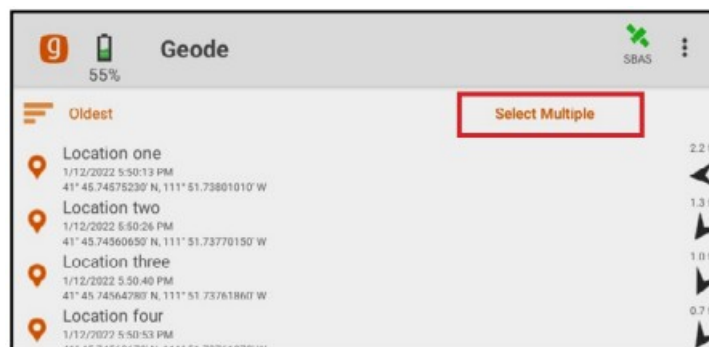 g
55%
Geode
SBAS
Oldest
Select Multiple
Location one
1/12/2022 5:50:13 PM
41° 45.74575230' N, 111° 51.73801010' W
2.2
Location two
1/12/2022 5:50:26 PM
41° 45.74560650' N, 111° 51.73770150' W
1.3
Location three
1/12/2022 5:50:40 PM
41° 45.74564280' N, 111° 51.73761860' W
1.0
Location four
1/12/2022 5:50:53 PM
0.7